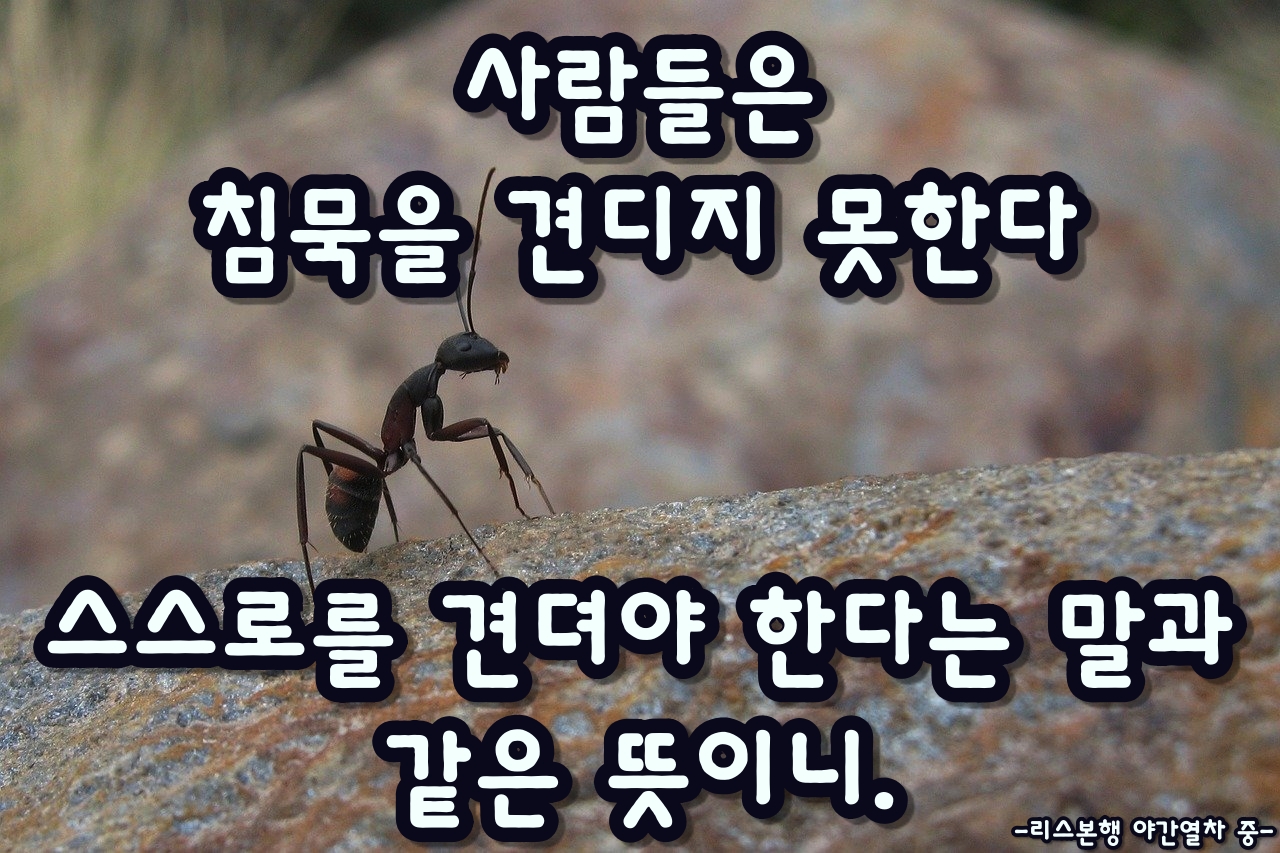 사람들은
침묵을 견디지 못한다
스스로를 견뎌야 한다는 말과
같은 뜻이니.
-리스본행 야간열차 중-